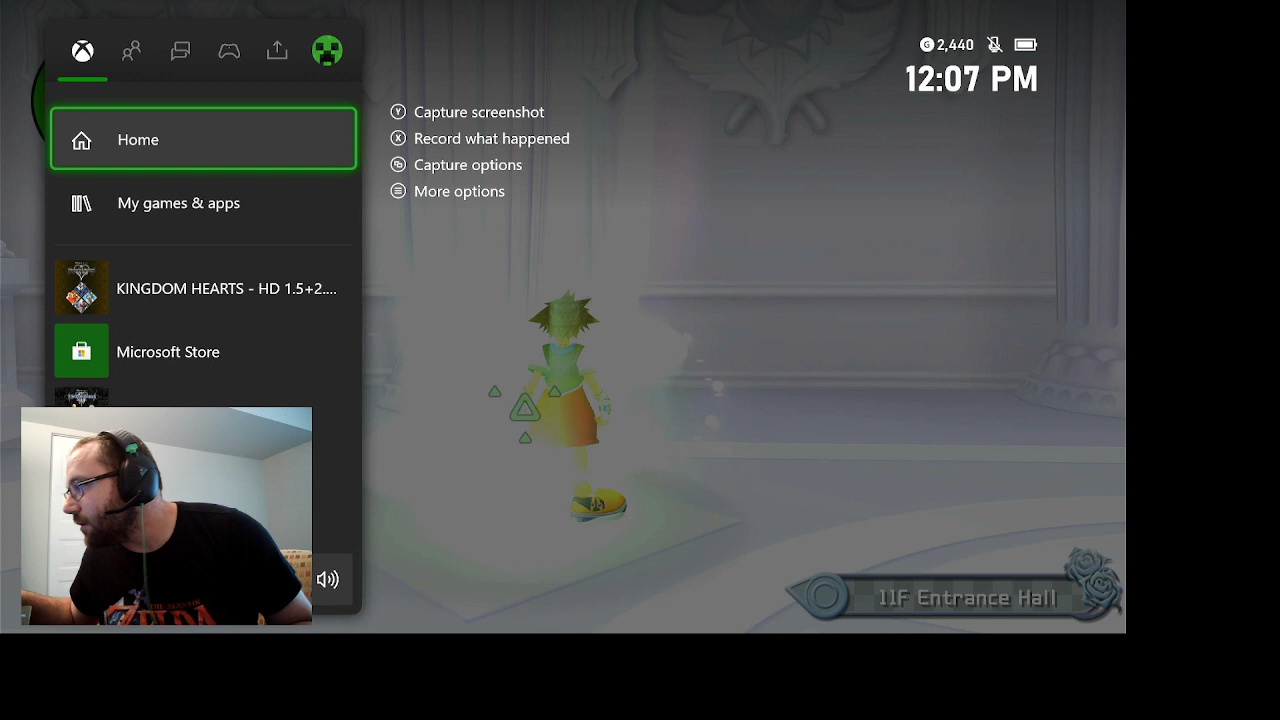 2,440
12:07 PM
Home
My games & apps
KINGDOM HEARTS - HD 1.5+2....
Microsoft Store
Y Capture screenshot
X Record what happened
Capture options
More options
ZELDA
11F Entrance Hall